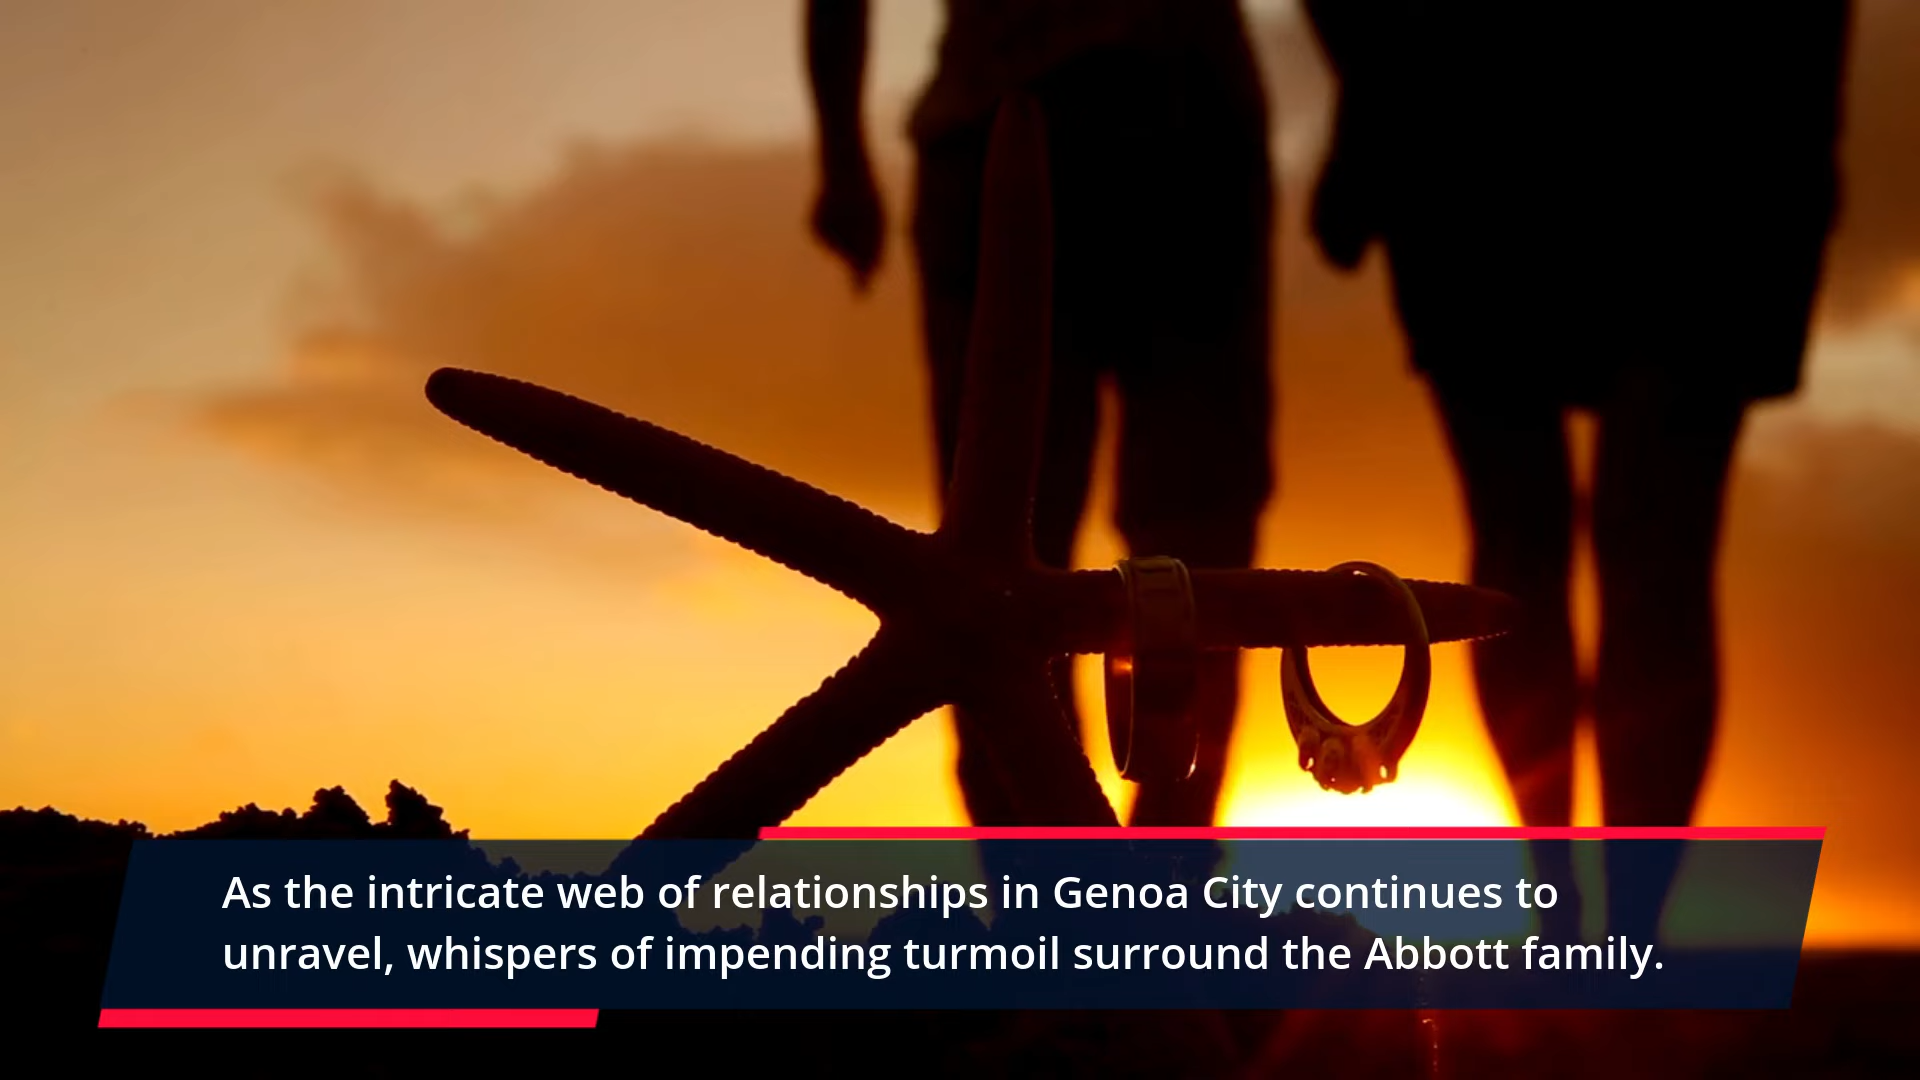 As the intricate web of relationships in Genoa City continues to
unravel, whispers of impending turmoil surround the Abbott family.